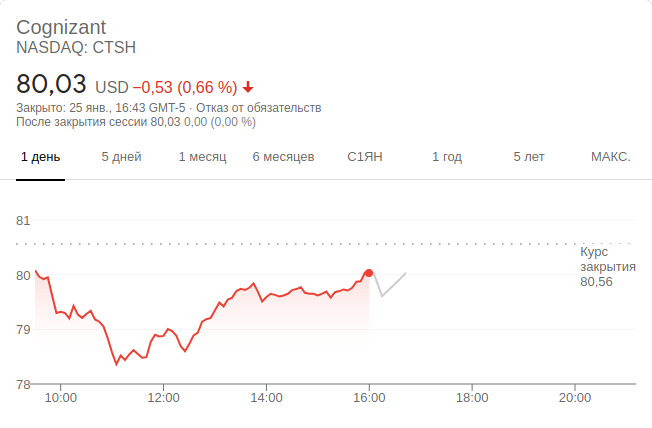 Cognizant
NASDAQ: CTSH
80,03 USD −0,53 (0,66 %)
Закрыто: 25 янв., 16:43 GMT-5 · Отказ от обязательств
После закрытия сессии 80,03 0,00 (0,00 %)
1 день 5 дней 1 месяц 6 месяцев С1ЯН 1 год 5 лет МАКС.
81
Курс
закрытия
80,56
80
79
78
10:00 12:00 14:00 16:00 18:00 20:00